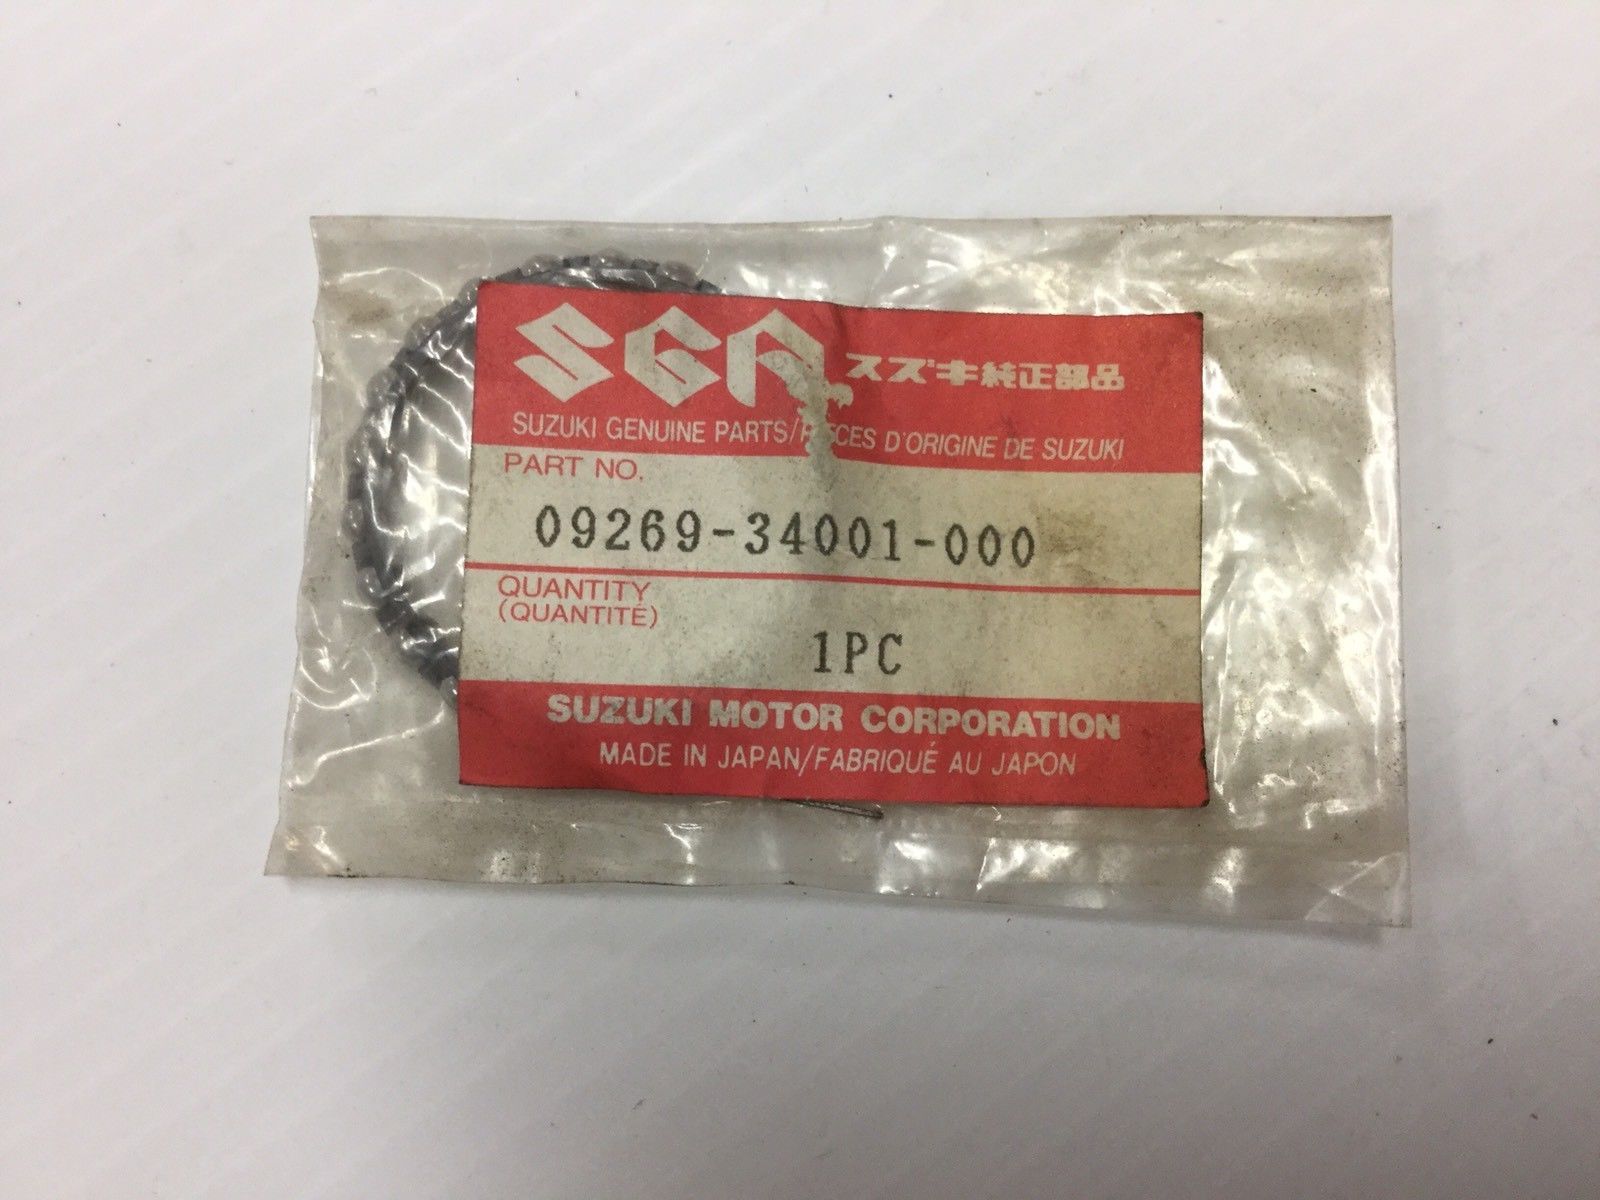 SGP スズキ純正部品
SUZUKI GENUINE PARTS/PIÈCES D'ORIGINE DE SUZUKI
PART NO.
09269-34001-000
QUANTITY
(QUANTITÉ)
1PC
SUZUKI MOTOR CORPORATION
MADE IN JAPAN/FABRIQUÉ AU JAPON